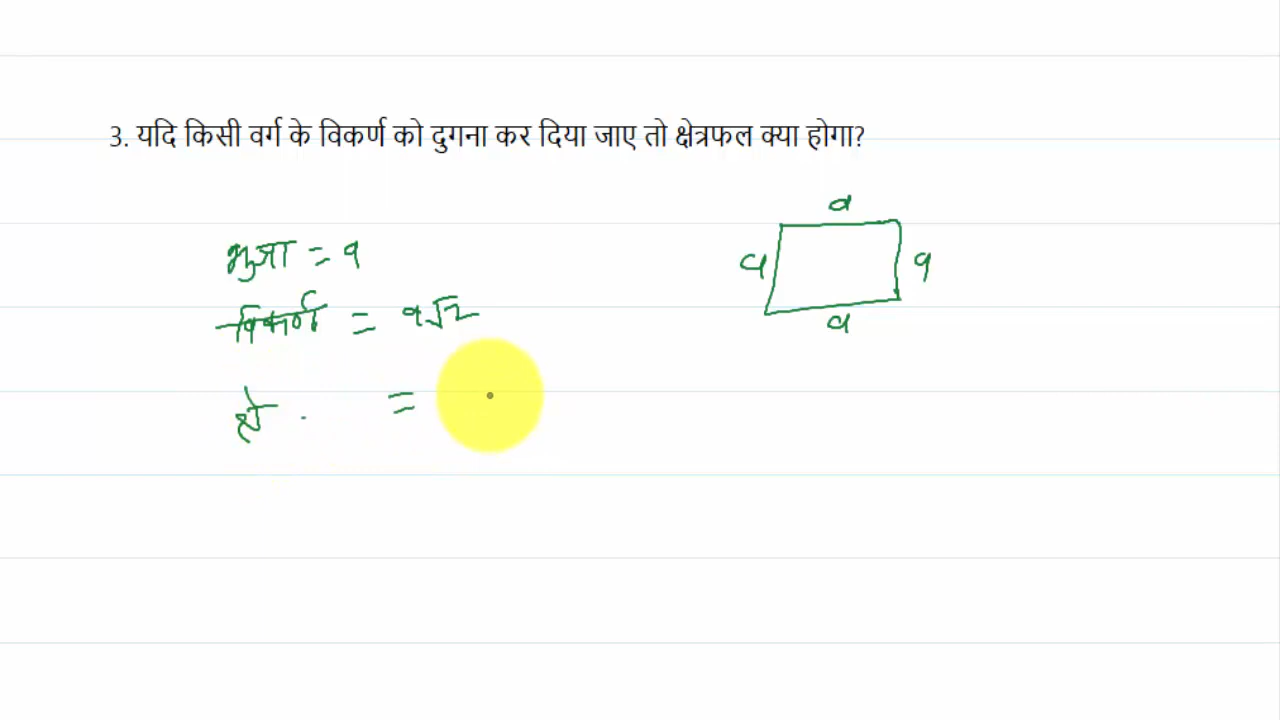 3. यदि किसी वर्ग के विकर्ण को दुगना कर दिया जाए तो क्षेत्रफल क्या होगा?
a
भुजा = a
a a
विकर्ण = a√2
a
क्षे . =